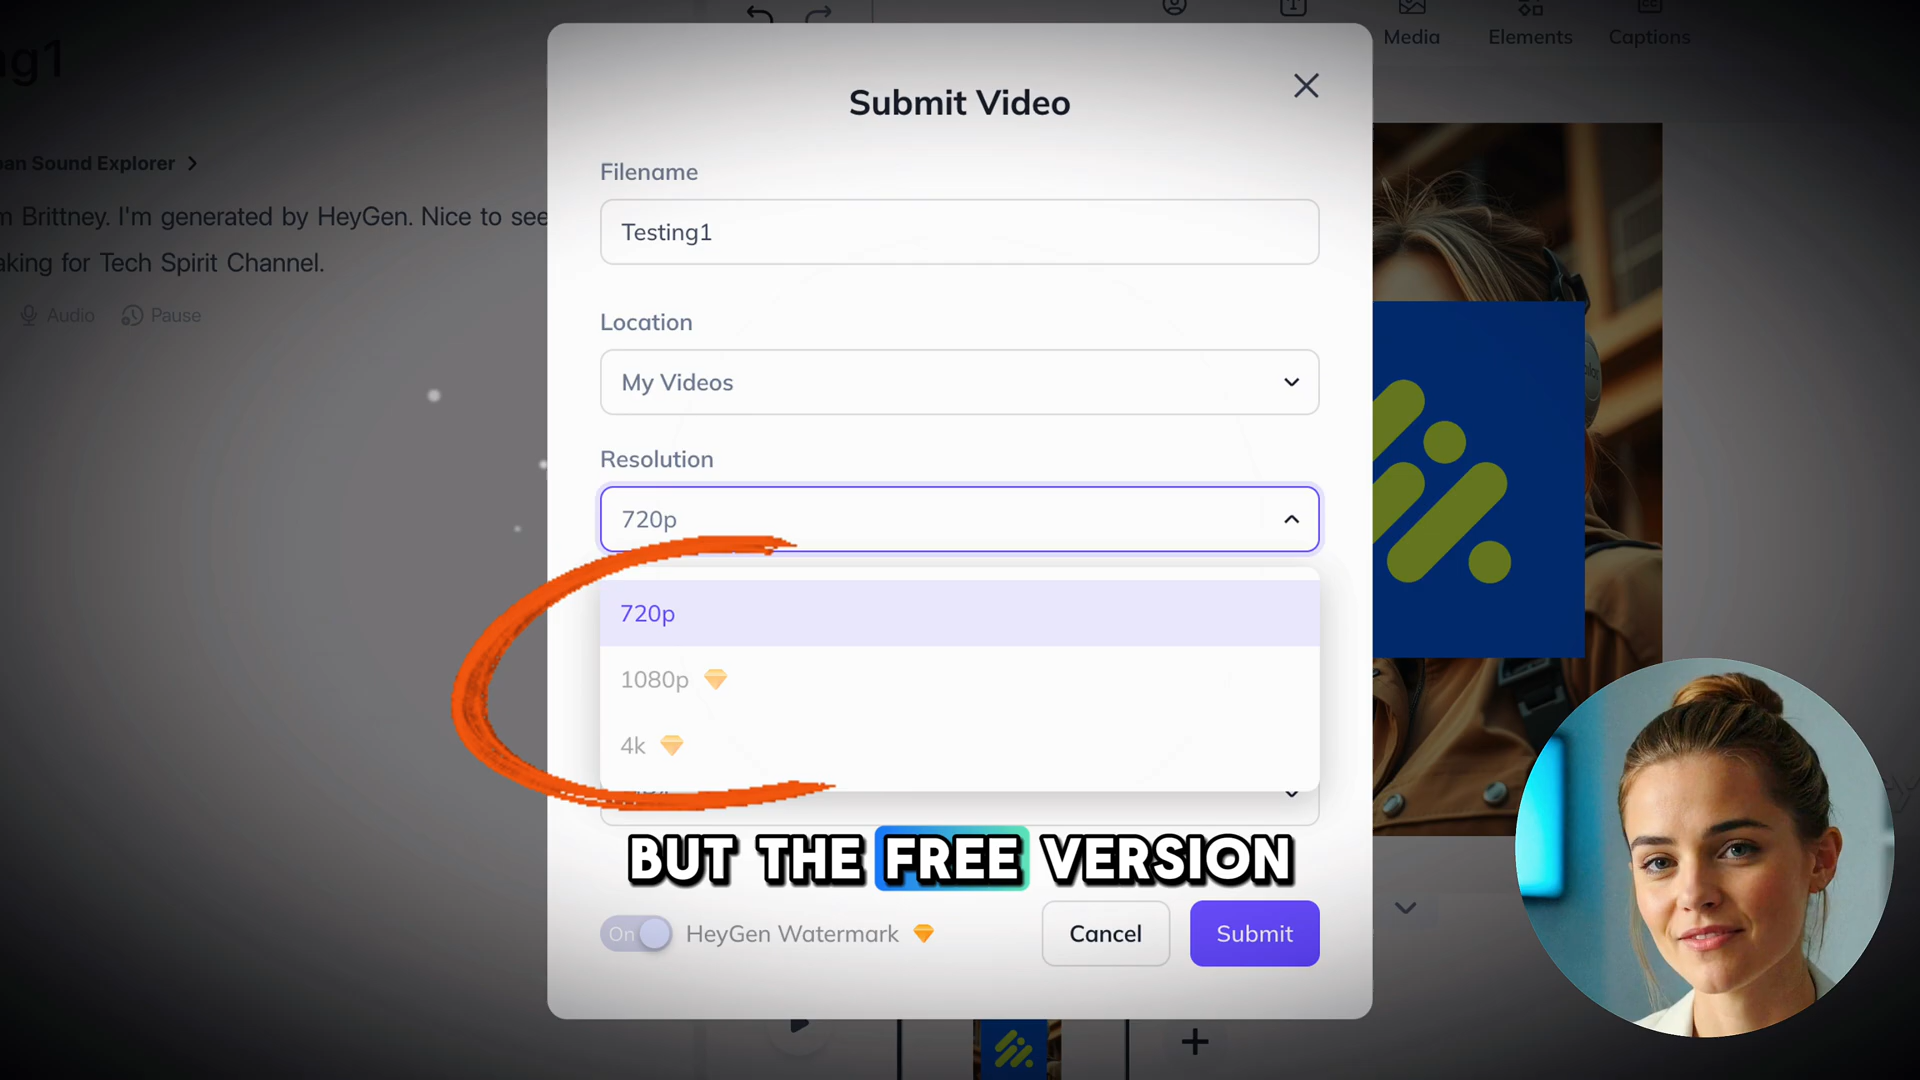 ng1
Media
Elements
Captions
Submit Video
an Sound Explorer
Filename
Testing1
m Brittney. I'm generated by HeyGen. Nice to see
aking for Tech Spirit Channel.
Audio
Pause
Location
My Videos
Resolution
720p
720p
1080p
4k
BUT THE FREE VERSION
On
HeyGen Watermark
Cancel
Submit